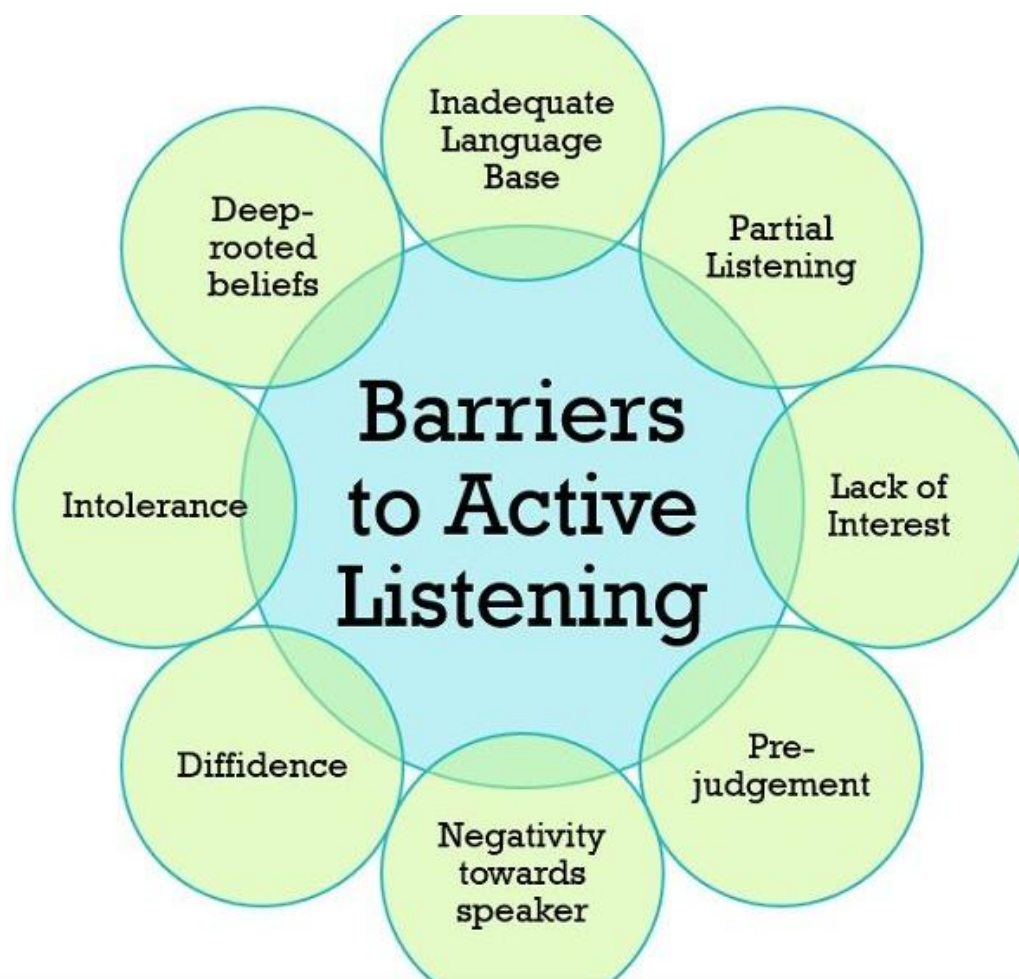 Barriers
to Active
Listening
Inadequate
Language
Base
Partial
Listening
Lack of
Interest
Pre-
judgement
Negativity
towards
speaker
Diffidence
Intolerance
Deep-
rooted
beliefs